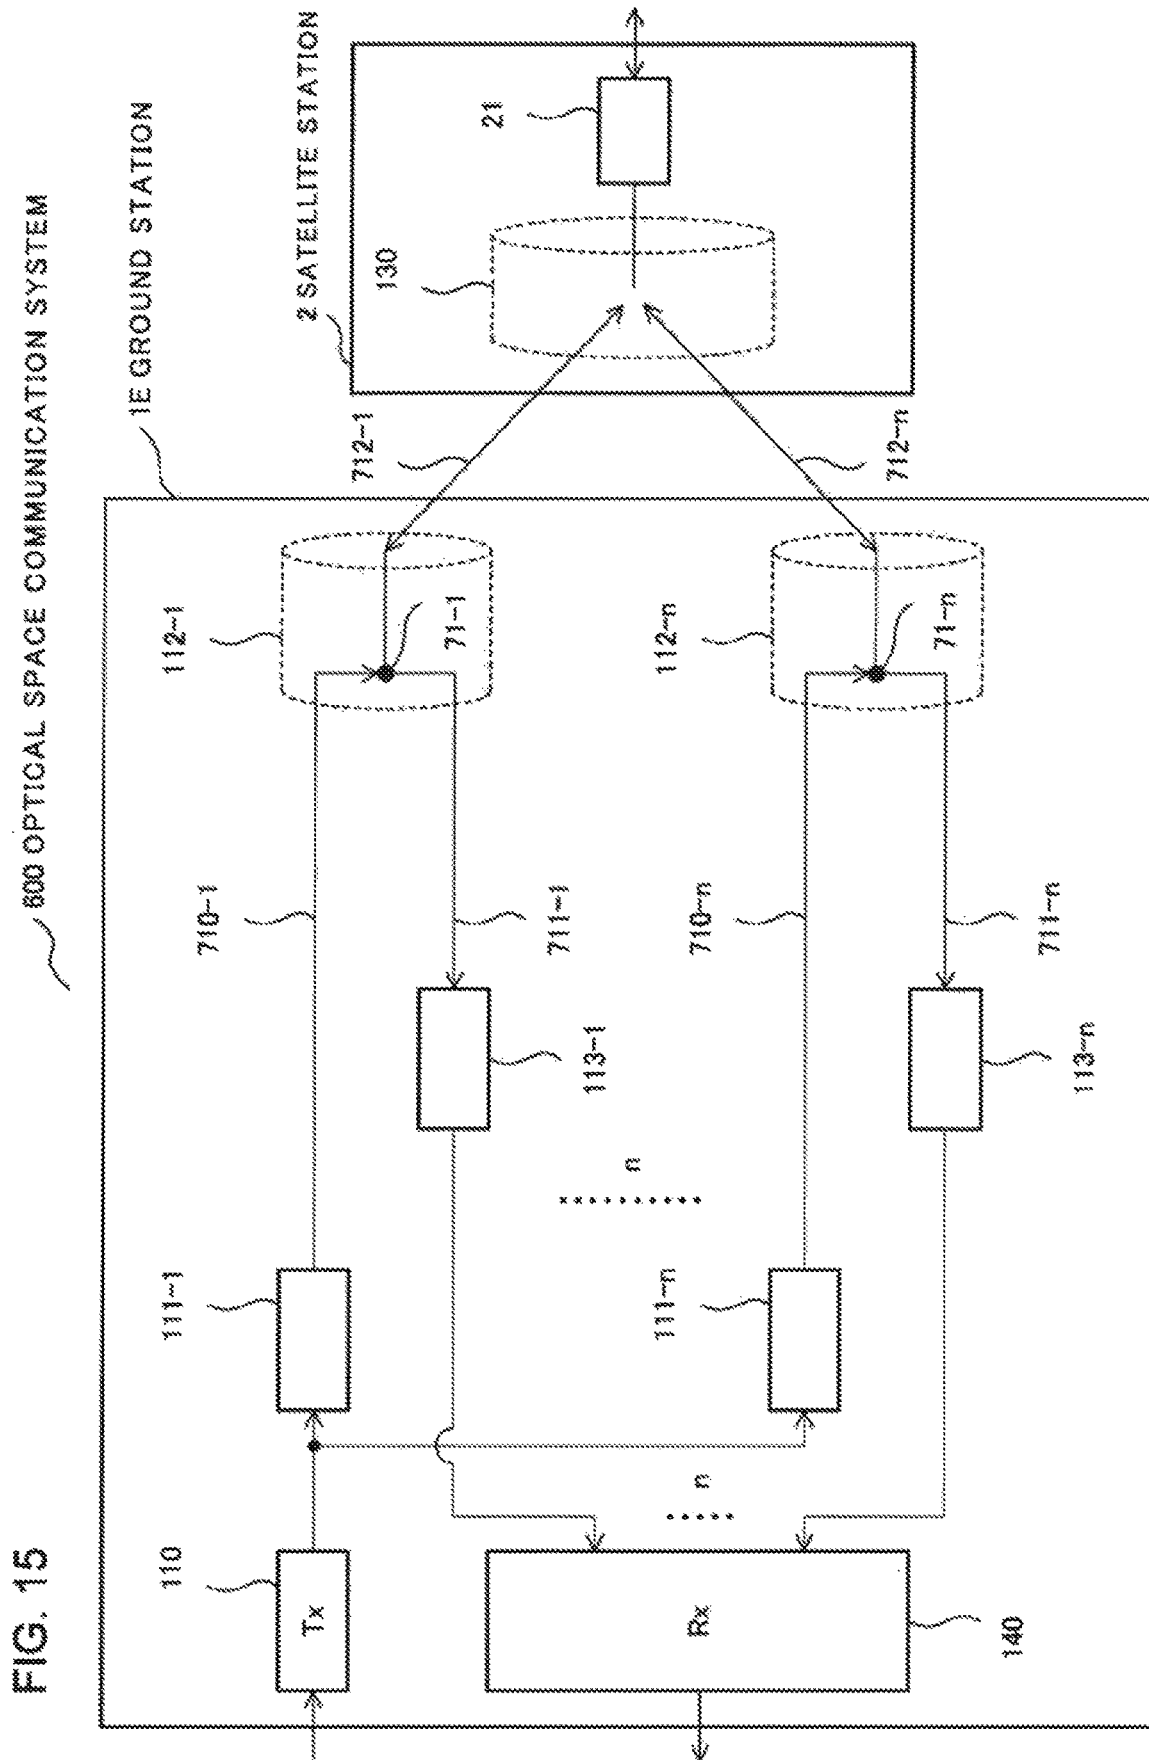 FIG. 15
600 OPTICAL SPACE COMMUNICATION SYSTEM
1E GROUND STATION
2 SATELLITE STATION
110
Tx
111-1
710-1
112-1
71-1
712-1
130
21
113-1
711-1
n
n
111-n
710-n
112-n
71-n
712-n
Rx
140
113-n
711-n